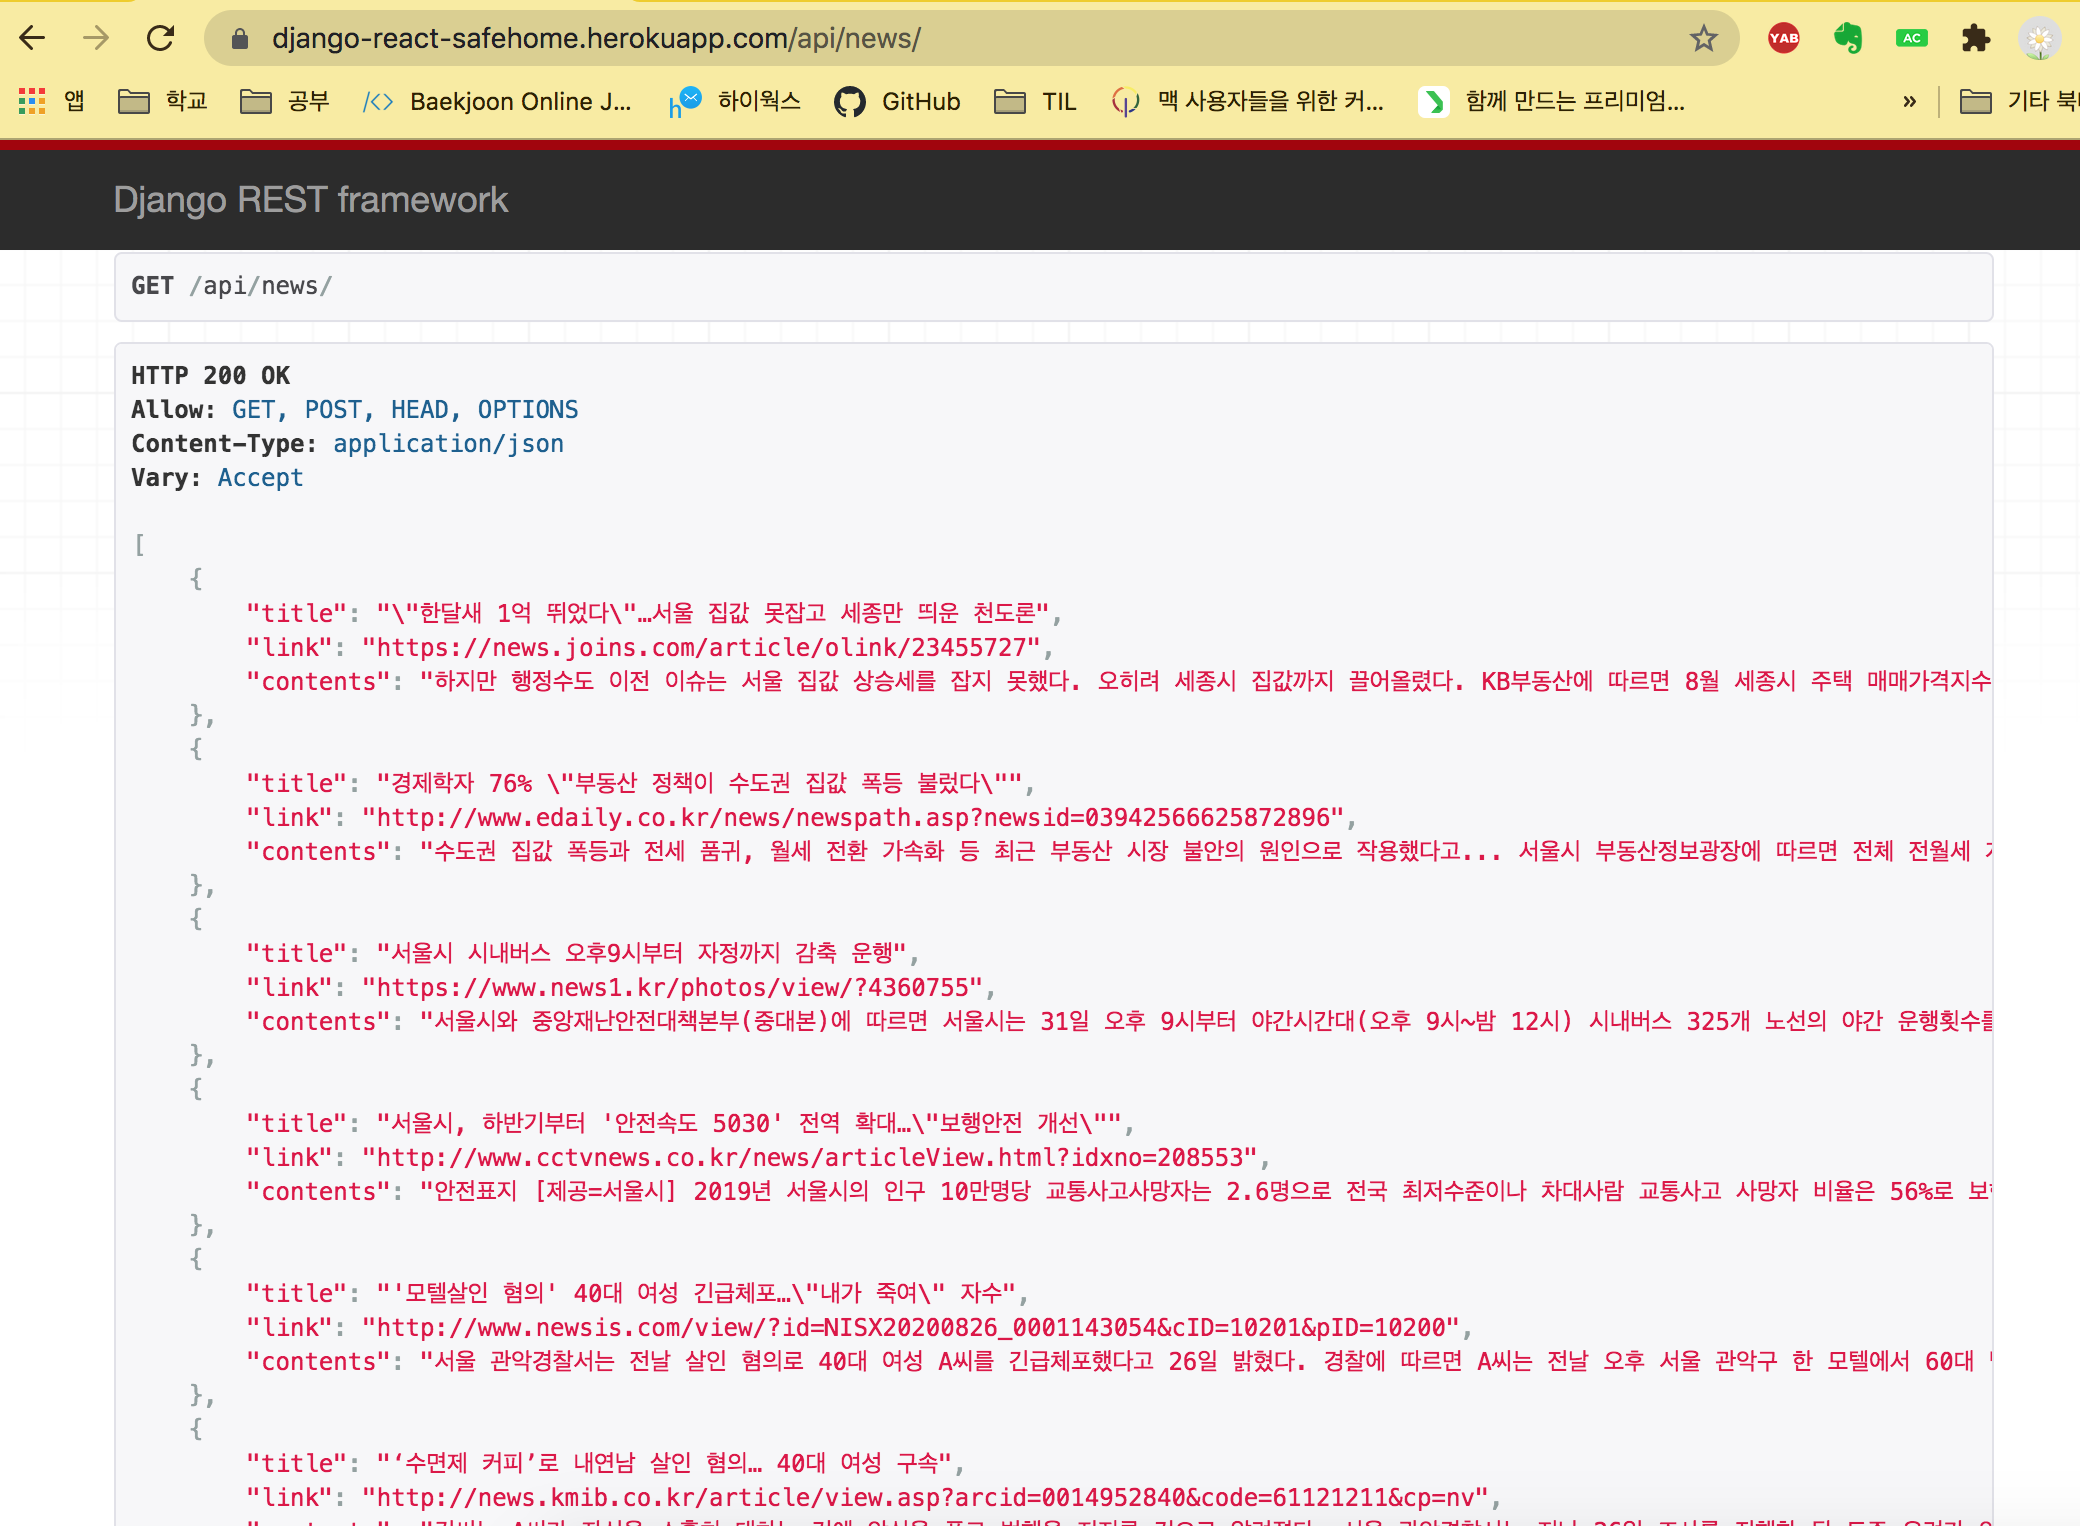 django-react-safehome.herokuapp.com/api/news/
YAB
AC
앱 학교 공부 Baekjoon Online J... 하이웍스 GitHub TIL 맥 사용자들을 위한 커... 함께 만드는 프리미엄... » 기타
Django REST framework
GET /api/news/
HTTP 200 OK
Allow: GET, POST, HEAD, OPTIONS
Content-Type: application/json
Vary: Accept
[
{
"title": "\"한달새 1억 뛰었다\"…서울 집값 못잡고 세종만 띄운 천도론",
"link": "https://news.joins.com/article/olink/23455727",
"contents": "하지만 행정수도 이전 이슈는 서울 집값 상승세를 잡지 못했다. 오히려 세종시 집값까지 끌어올렸다. KB부동산에 따르면 8월 세종시 주택 매매가격지수
},
{
"title": "경제학자 76% \"부동산 정책이 수도권 집값 폭등 불렀다\"",
"link": "http://www.edaily.co.kr/news/newspath.asp?newsid=03942566625872896",
"contents": "수도권 집값 폭등과 전세 품귀, 월세 전환 가속화 등 최근 부동산 시장 불안의 원인으로 작용했다고... 서울시 부동산정보광장에 따르면 전체 전월세
},
{
"title": "서울시 시내버스 오후9시부터 자정까지 감축 운행",
"link": "https://www.news1.kr/photos/view/?4360755",
"contents": "서울시와 중앙재난안전대책본부(중대본)에 따르면 서울시는 31일 오후 9시부터 야간시간대(오후 9시~밤 12시) 시내버스 325개 노선의 야간 운행횟수를
},
{
"title": "서울시, 하반기부터 '안전속도 5030' 전역 확대…\"보행안전 개선\"",
"link": "http://www.cctvnews.co.kr/news/articleView.html?idxno=208553",
"contents": "안전표지 [제공=서울시] 2019년 서울시의 인구 10만명당 교통사고사망자는 2.6명으로 전국 최저수준이나 차대사람 교통사고 사망자 비율은 56%로
},
{
"title": "'모텔살인 혐의' 40대 여성 긴급체포…\"내가 죽여\" 자수",
"link": "http://www.newsis.com/view/?id=NISX20200826_0001143054&cID=10201&pID=10200",
"contents": "서울 관악경찰서는 전날 살인 혐의로 40대 여성 A씨를 긴급체포했다고 26일 밝혔다. 경찰에 따르면 A씨는 전날 오후 서울 관악구 한 모텔에서 60대
},
{
"title": "‘수면제 커피’로 내연남 살인 혐의… 40대 여성 구속",
"link": "http://news.kmib.co.kr/article/view.asp?arcid=0014952840&code=61121211&cp=nv",